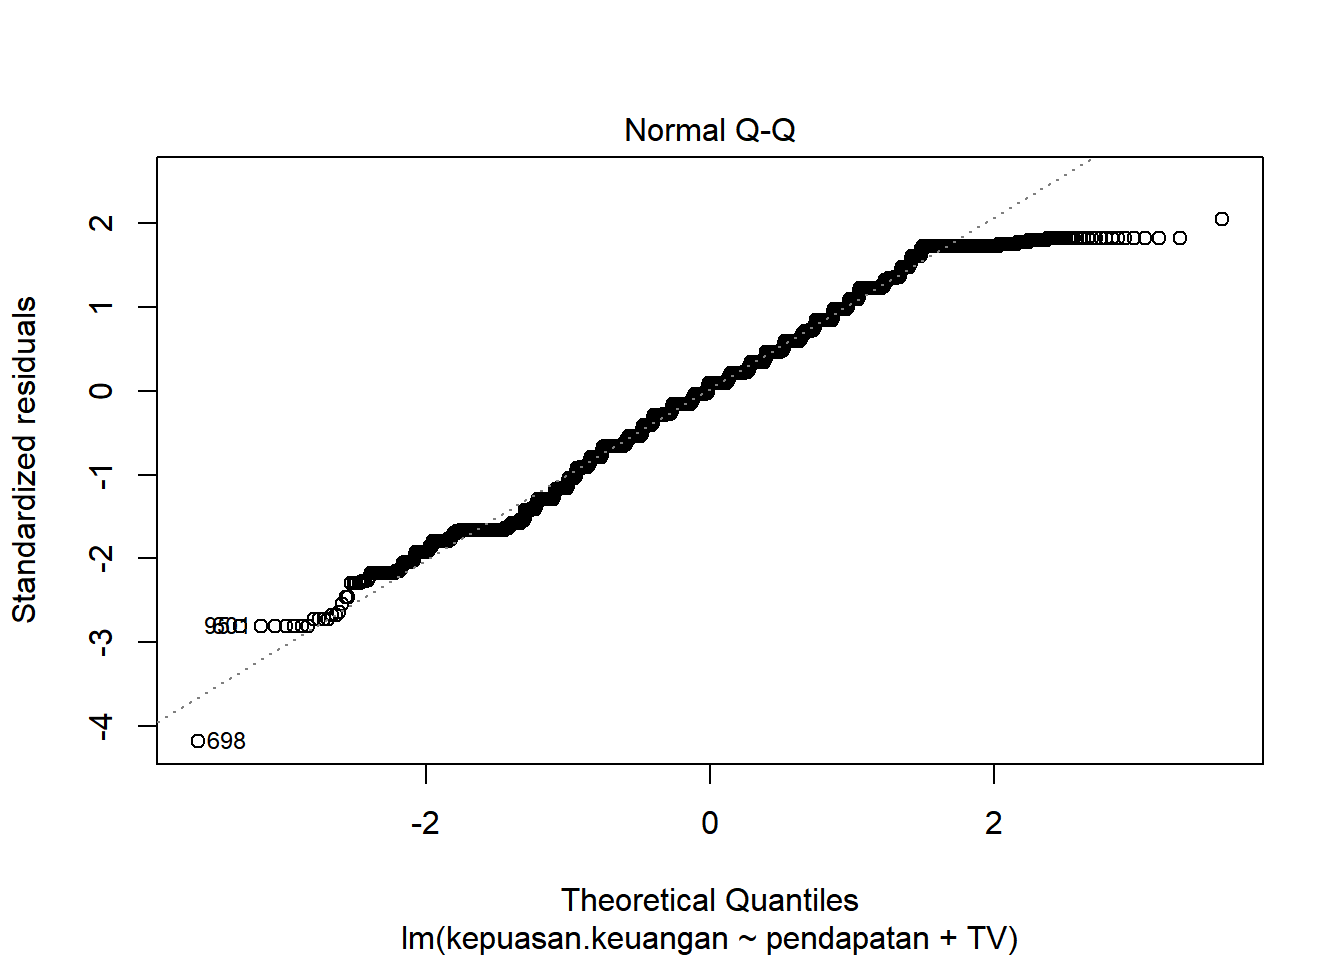 Normal Q-Q
Standardized residuals
2
1
0
-1
-2
-3
-4
698
-2
0
2
Theoretical Quantiles
lm(kepuasan.keuangan ~ pendapatan + TV)